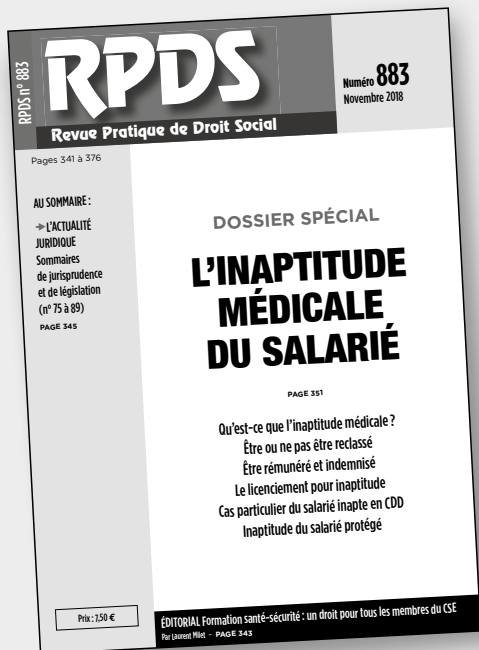 RPDS n° 883
RPDS
Revue Pratique de Droit Social
Numéro 883
Novembre 2018
Pages 341 à 376
AU SOMMAIRE :
➔ L'ACTUALITÉ
JURIDIQUE
Sommaires
de jurisprudence
et de législation
(n° 75 à 89)
PAGE 345
DOSSIER SPÉCIAL
L'INAPTITUDE
MÉDICALE
DU SALARIÉ
PAGE 351
Qu'est-ce que l'inaptitude médicale ?
Être ou ne pas être reclassé
Être rémunéré et indemnisé
Le licenciement pour inaptitude
Cas particulier du salarié inapte en CDD
Inaptitude du salarié protégé
Prix : 7,50 €
ÉDITORIAL Formation santé-sécurité : un droit pour tous les membres du CSE
Par Laurent Milet - PAGE 343